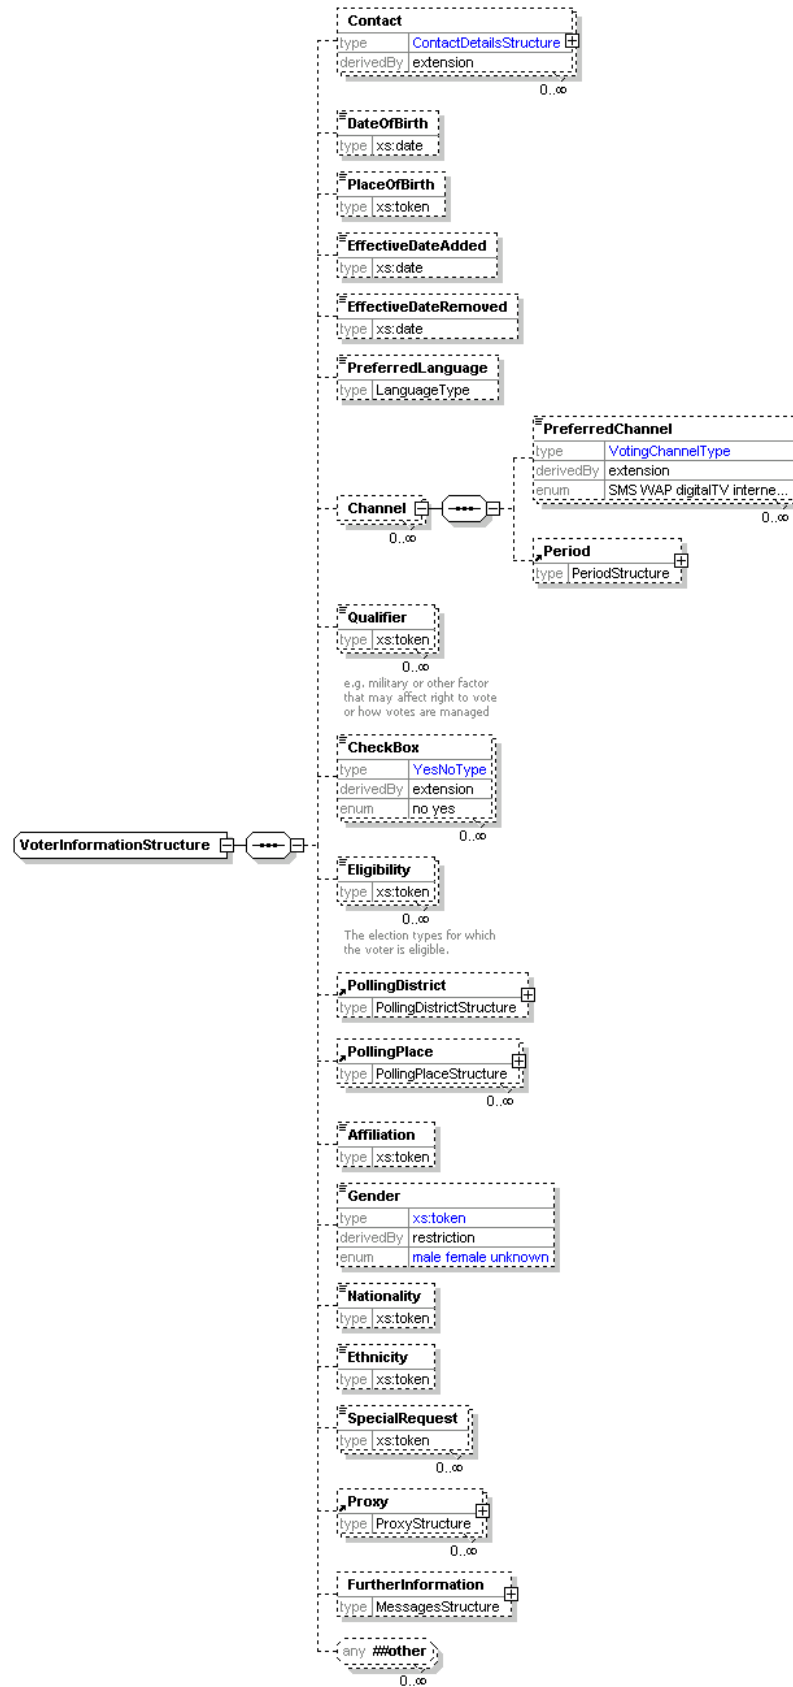 Contact
type ContactDetailsStructure
derivedBy extension
0..∞
DateOfBirth
type xs:date
PlaceOfBirth
type xs:token
EffectiveDateAdded
type xs:date
EffectiveDateRemoved
type xs:date
PreferredLanguage
type LanguageType
PreferredChannel
type VotingChannelType
derivedBy extension
enum SMS WAP digitalTV interne...
0..∞
Channel
0..∞
Period
type PeriodStructure
Qualifier
type xs:token
0..∞
e.g. military or other factor
that may affect right to vote
or how votes are managed
CheckBox
type YesNoType
derivedBy extension
enum no yes
0..∞
VoterInformationStructure
Eligibility
type xs:token
0..∞
The election types for which
the voter is eligible.
PollingDistrict
type PollingDistrictStructure
PollingPlace
type PollingPlaceStructure
0..∞
Affiliation
type xs:token
Gender
type xs:token
derivedBy restriction
enum male female unknown
Nationality
type xs:token
Ethnicity
type xs:token
SpecialRequest
type xs:token
0..∞
Proxy
type ProxyStructure
0..∞
FurtherInformation
type MessagesStructure
any ##other
0..∞